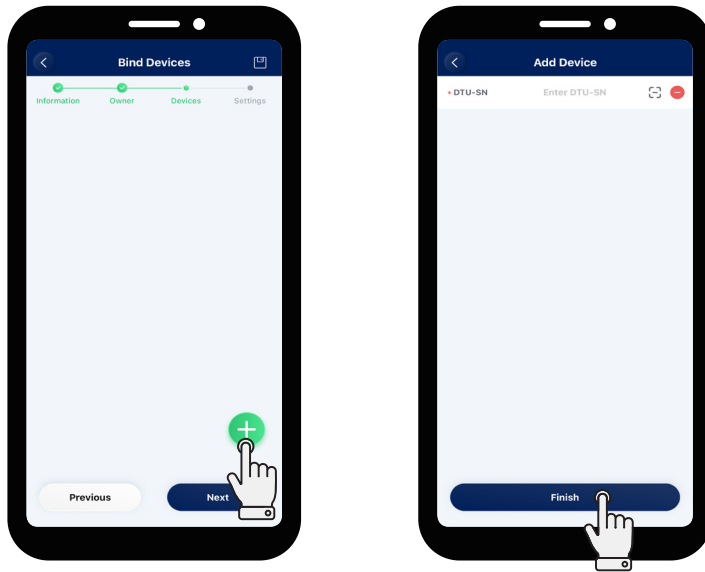 Bind Devices
Information Owner Devices Settings
Previous Next
Add Device
• DTU-SN Enter DTU-SN
Finish